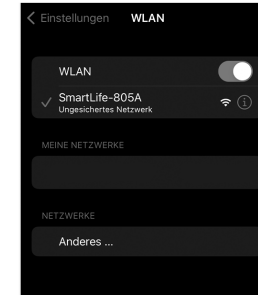 Einstellungen WLAN
WLAN
SmartLife-805A
Ungesichertes Netzwerk
MEINE NETZWERKE
NETZWERKE
Anderes ...